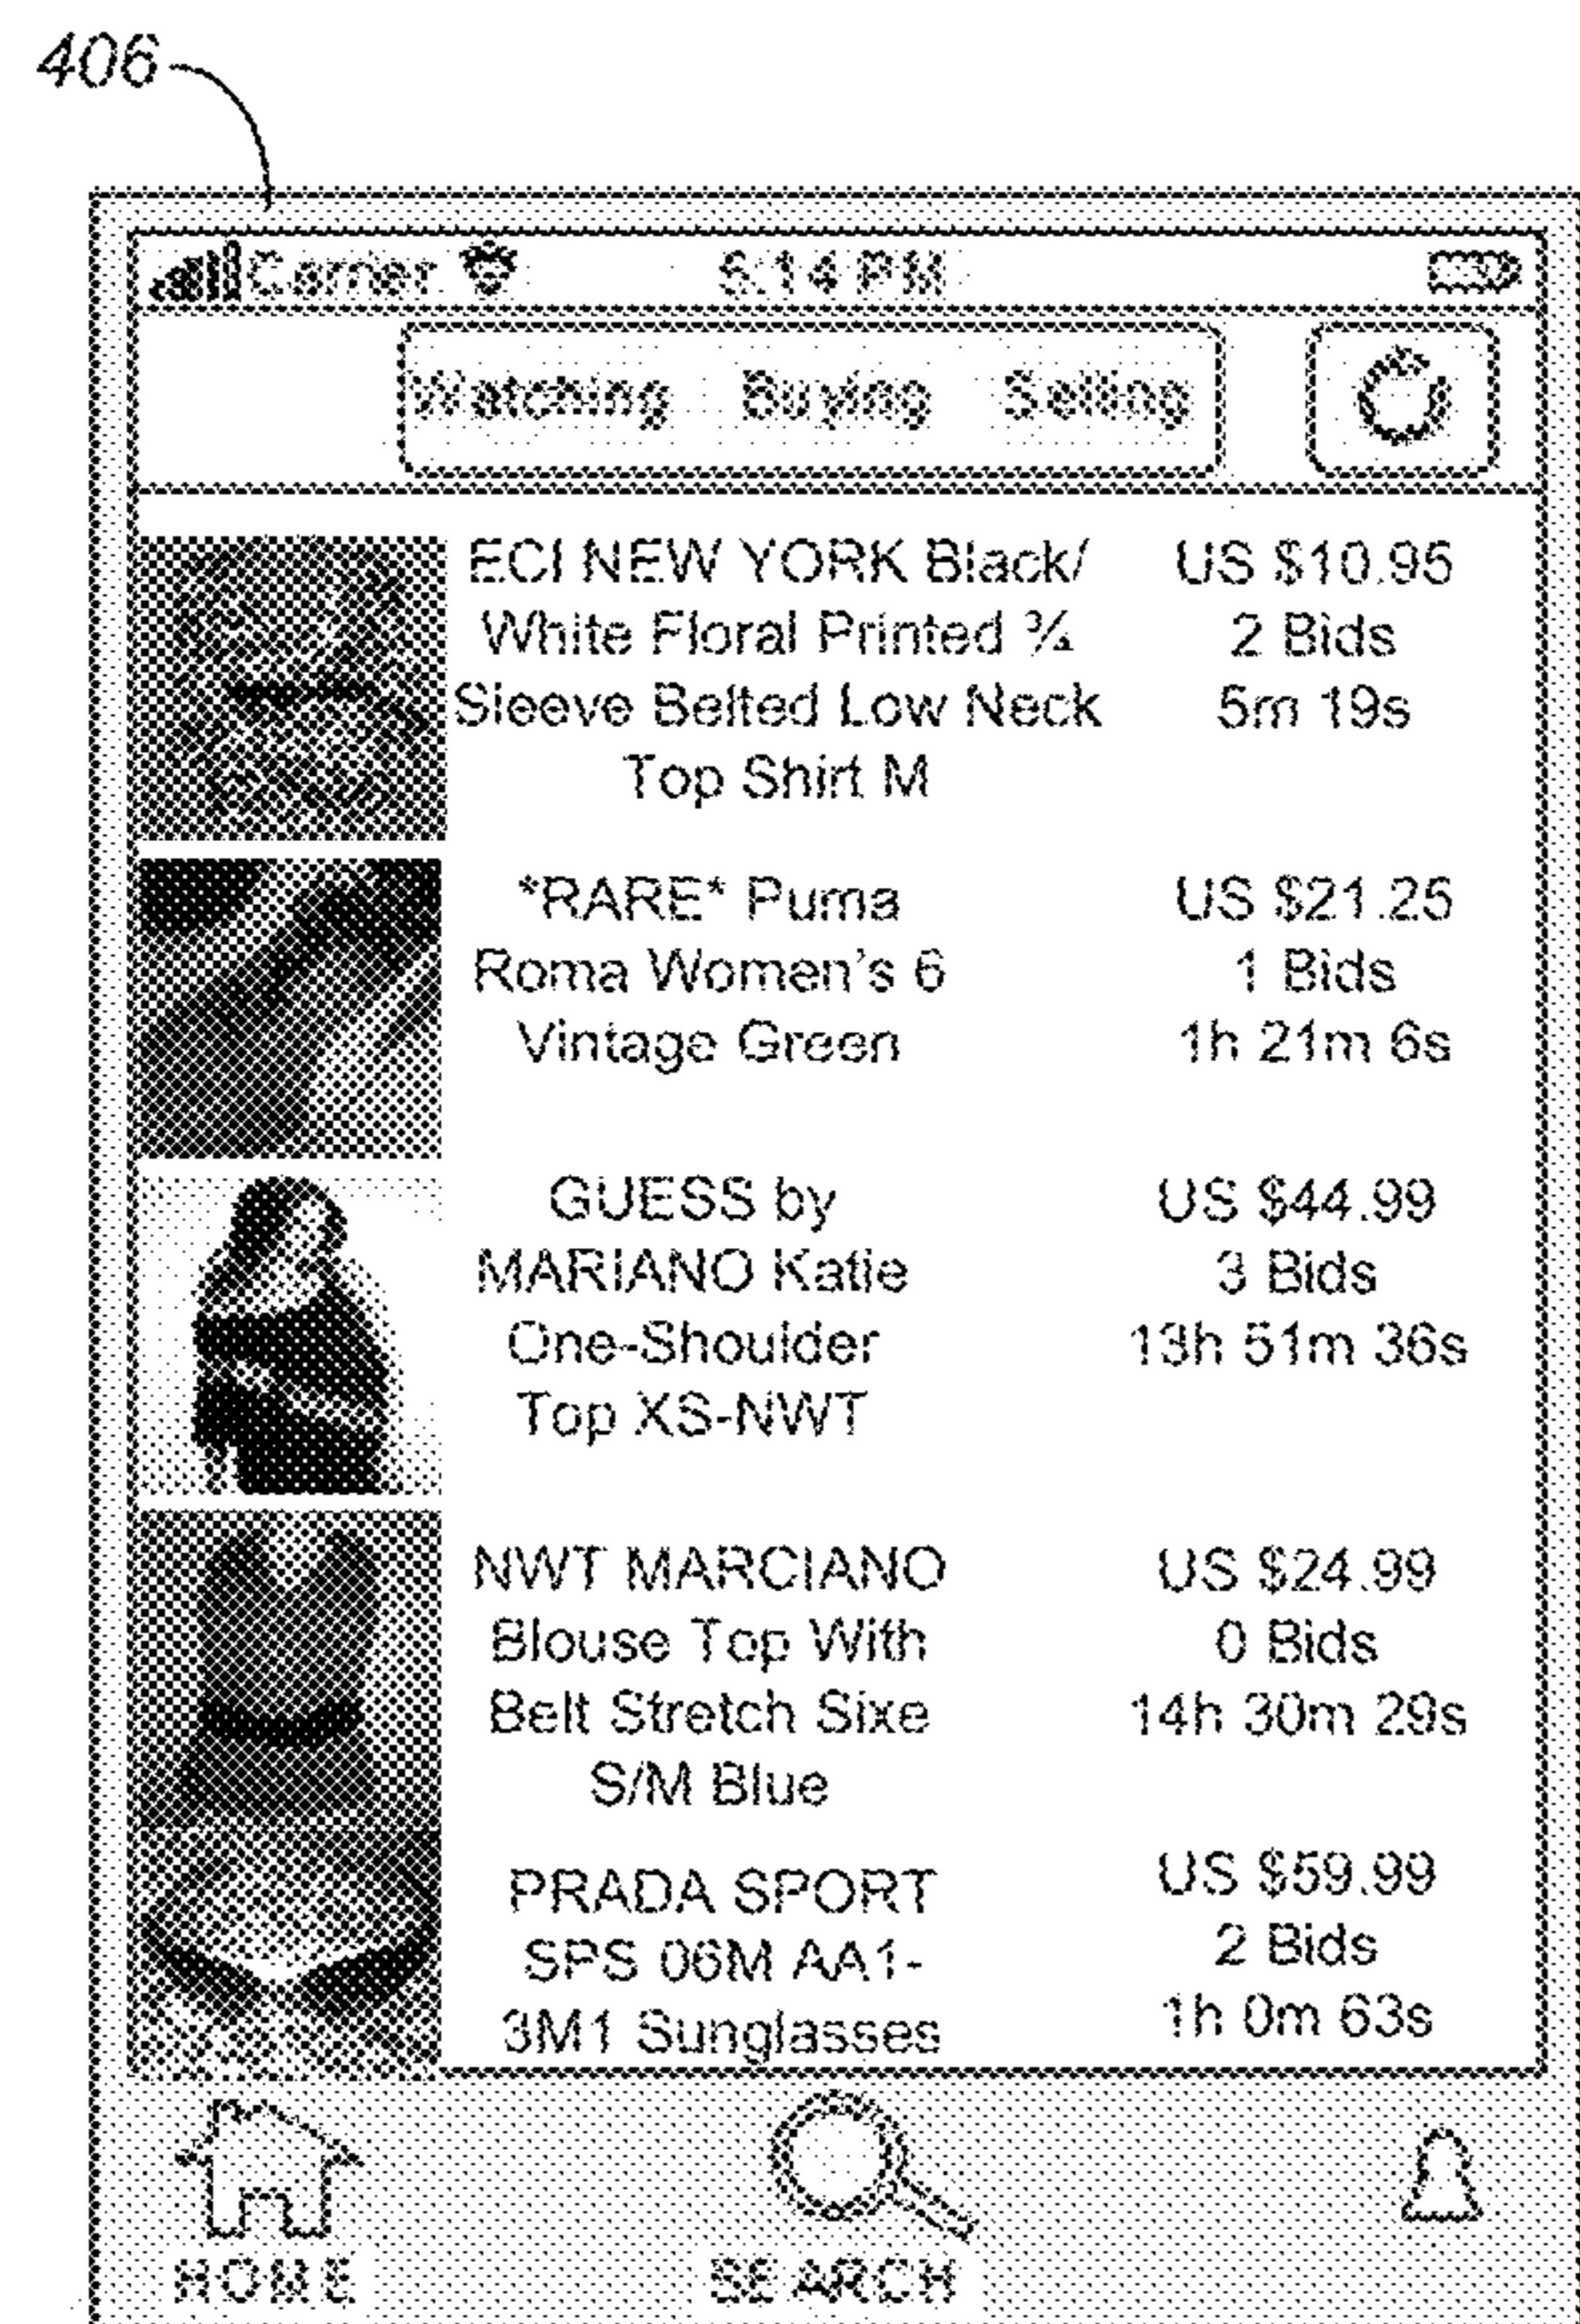 406
Carrier 6:14 PM
Watching Buying Selling
ECI NEW YORK Black/ US $10.95
White Floral Printed ¾ 2 Bids
Sleeve Belted Low Neck 5m 19s
Top Shirt M
*RARE* Puma US $21.25
Roma Women's 6 1 Bids
Vintage Green 1h 21m 6s
GUESS by US $44.99
MARIANO Katie 3 Bids
One-Shoulder 13h 51m 36s
Top XS-NWT
NWT MARCIANO US $24.99
Blouse Top With 0 Bids
Belt Stretch Sixe 14h 30m 29s
S/M Blue
PRADA SPORT US $59.99
SPS 06M AA1- 2 Bids
3M1 Sunglasses 1h 0m 63s
HOME SEARCH